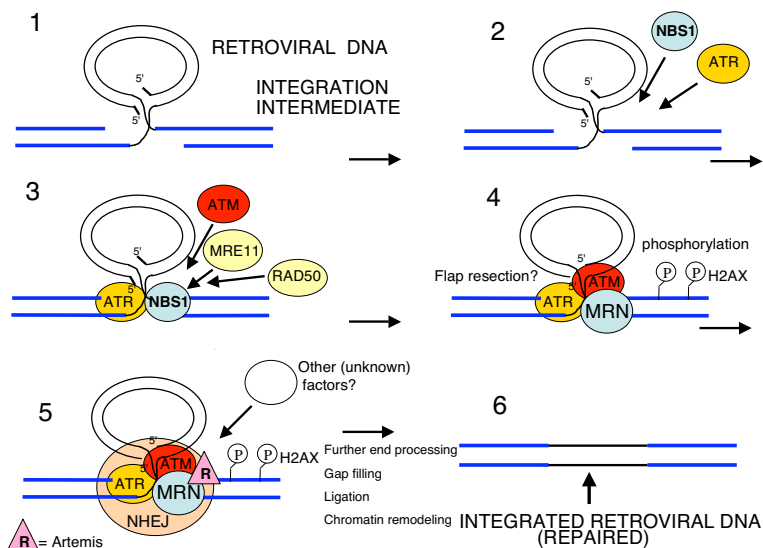 1
RETROVIRAL DNA
INTEGRATION
INTERMEDIATE
5'
5'
2
NBS1
ATR
5'
5'
3
ATM
MRE11
RAD50
5'
5'
ATR
NBS1
4
phosphorylation
Flap resection?
5'
ATM
ATR
MRN
P
P
H2AX
5
Other (unknown)
factors?
5'
5'
ATM
ATR
MRN
R
NHEJ
P
P
H2AX
R = Artemis
Further end processing
Gap filling
Ligation
Chromatin remodeling
6
INTEGRATED RETROVIRAL DNA
(REPAIRED)